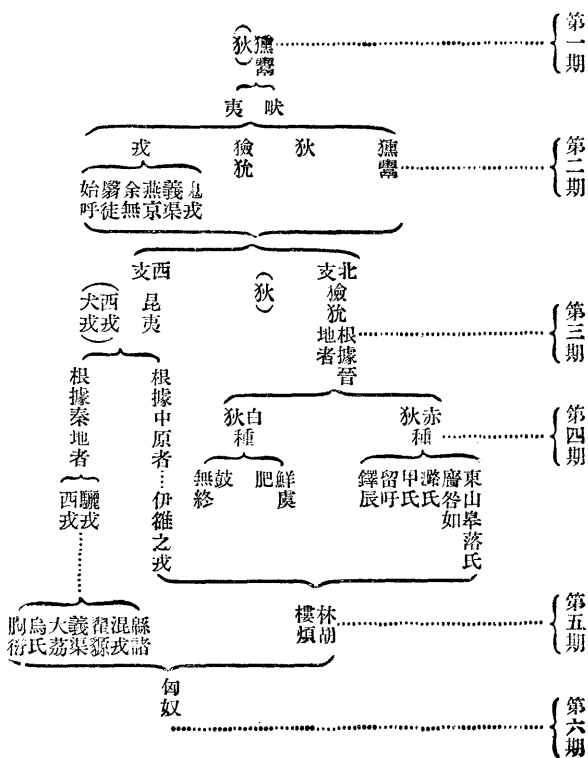 第一期
獯鬻
(狄)
畎夷
第二期
獯鬻
狄
獫狁
戎
鬼戎
義渠
燕京
余無
翳徒
始呼
第三期
北支
獫狁
根據晉地者
(狄)
西支
昆夷
(西戎
犬戎)
第四期
赤狄種
東山皋落氏
廧咎如
潞氏
甲氏
留吁
鐸辰
白狄種
鮮虞
肥
鼓
無終
根據中原者……伊雒之戎
根據秦地者
驪戎
西戎
第五期
林胡
樓煩
緜諸
混戎
翟獂
義渠
大荔
烏氏
朐衍
第六期
匈奴